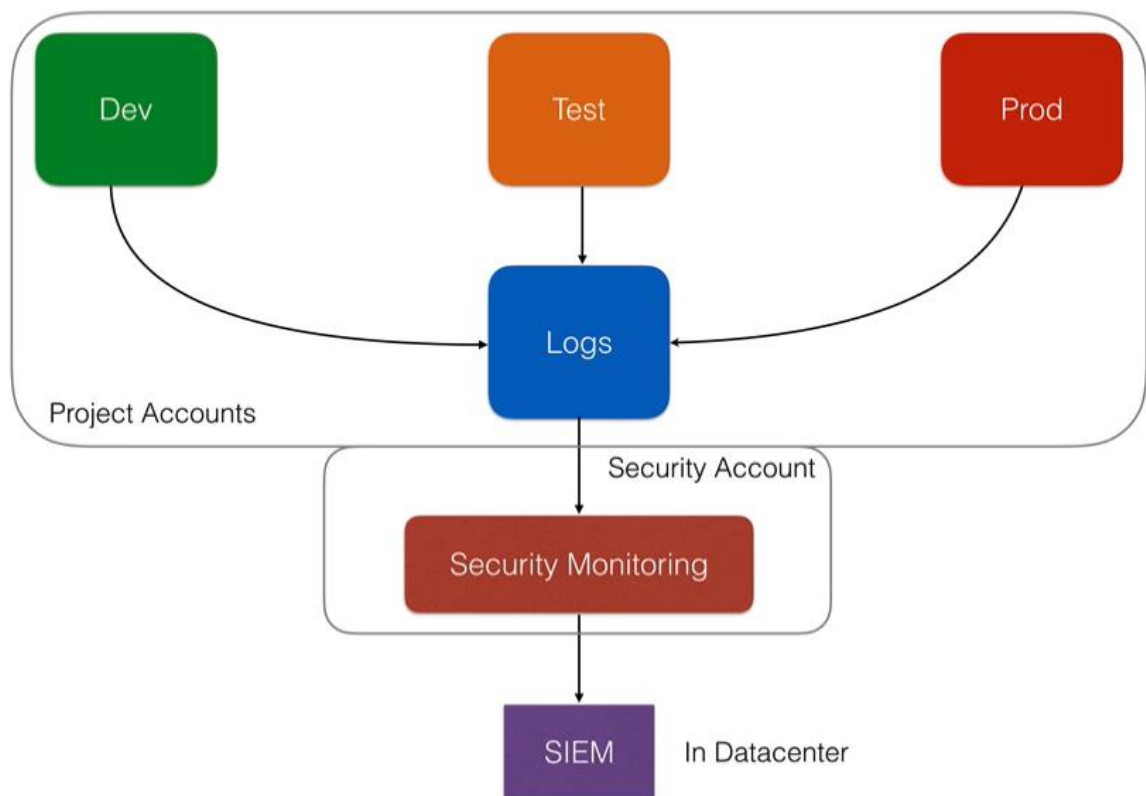 Dev
Test
Prod
Logs
Project Accounts
Security Account
Security Monitoring
SIEM
In Datacenter